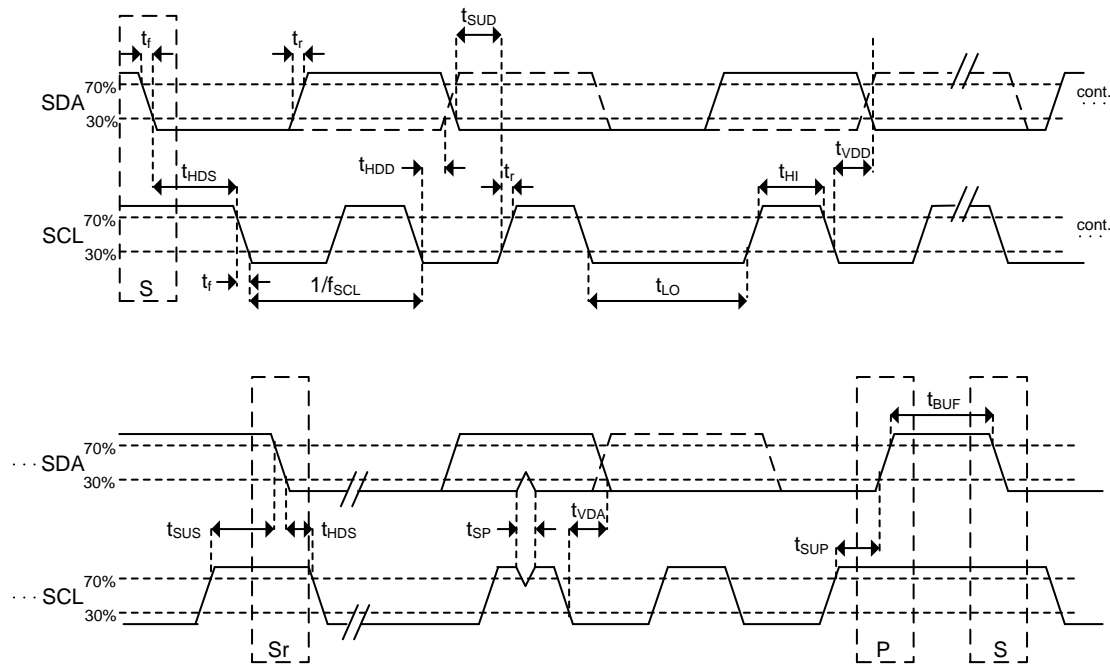 tf
tr
tSUD
70%
SDA
30%
cont.
. . .
tHDS
tHDD
tr
tHI
tVDD
70%
SCL
30%
cont.
. . .
S
tf
1/fSCL
tLO
tBUF
70%
. . . SDA
30%
tSUS
tHDS
tSP
tVDA
tSUP
70%
. . . SCL
30%
Sr
P
S